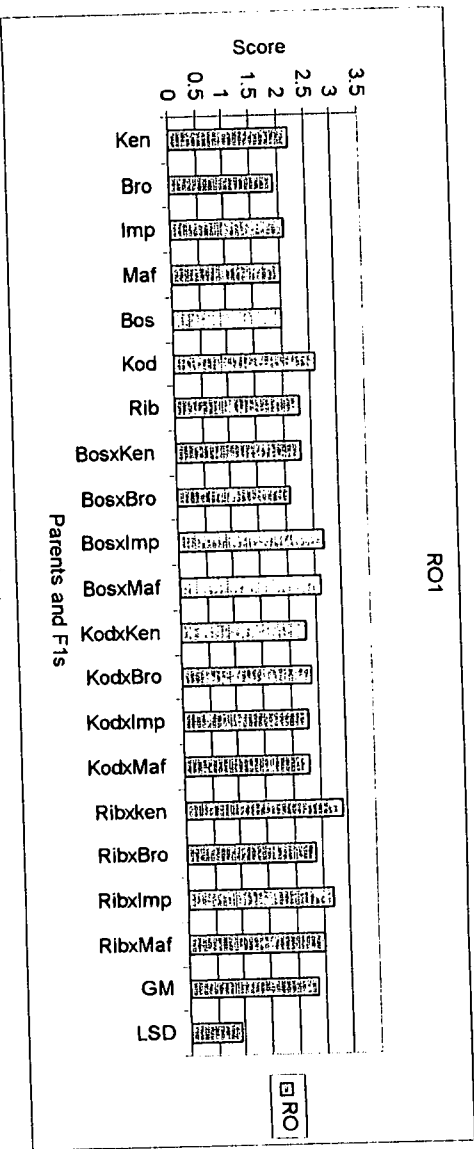 RO1
Score
3.5
3
2.5
2
1.5
1
0.5
0
Ken
Bro
Imp
Maf
Bos
Kod
Rib
BosxKen
BosxBro
BosxImp
BosxMaf
KodxKen
KodxBro
KodxImp
KodxMaf
Ribxken
RibxBro
RibxImp
RibxMaf
GM
LSD
Parents and F1s
RO